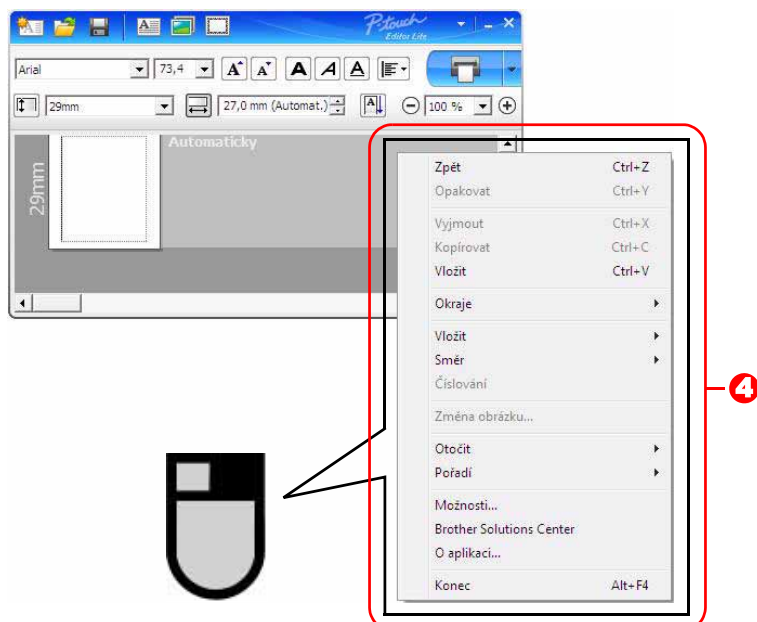 P-touch
Editor Lite
Arial
73,4
A A A A A
29mm
27,0 mm (Automat.)
A
100 %
Automaticky
29mm
Zpět Ctrl+Z
Opakovat Ctrl+Y
Vyjmout Ctrl+X
Kopírovat Ctrl+C
Vložit Ctrl+V
Okraje
Vložit
Směr
Číslování
Změna obrázku...
Otočit
Pořadí
Možnosti...
Brother Solutions Center
O aplikaci...
Konec Alt+F4
4